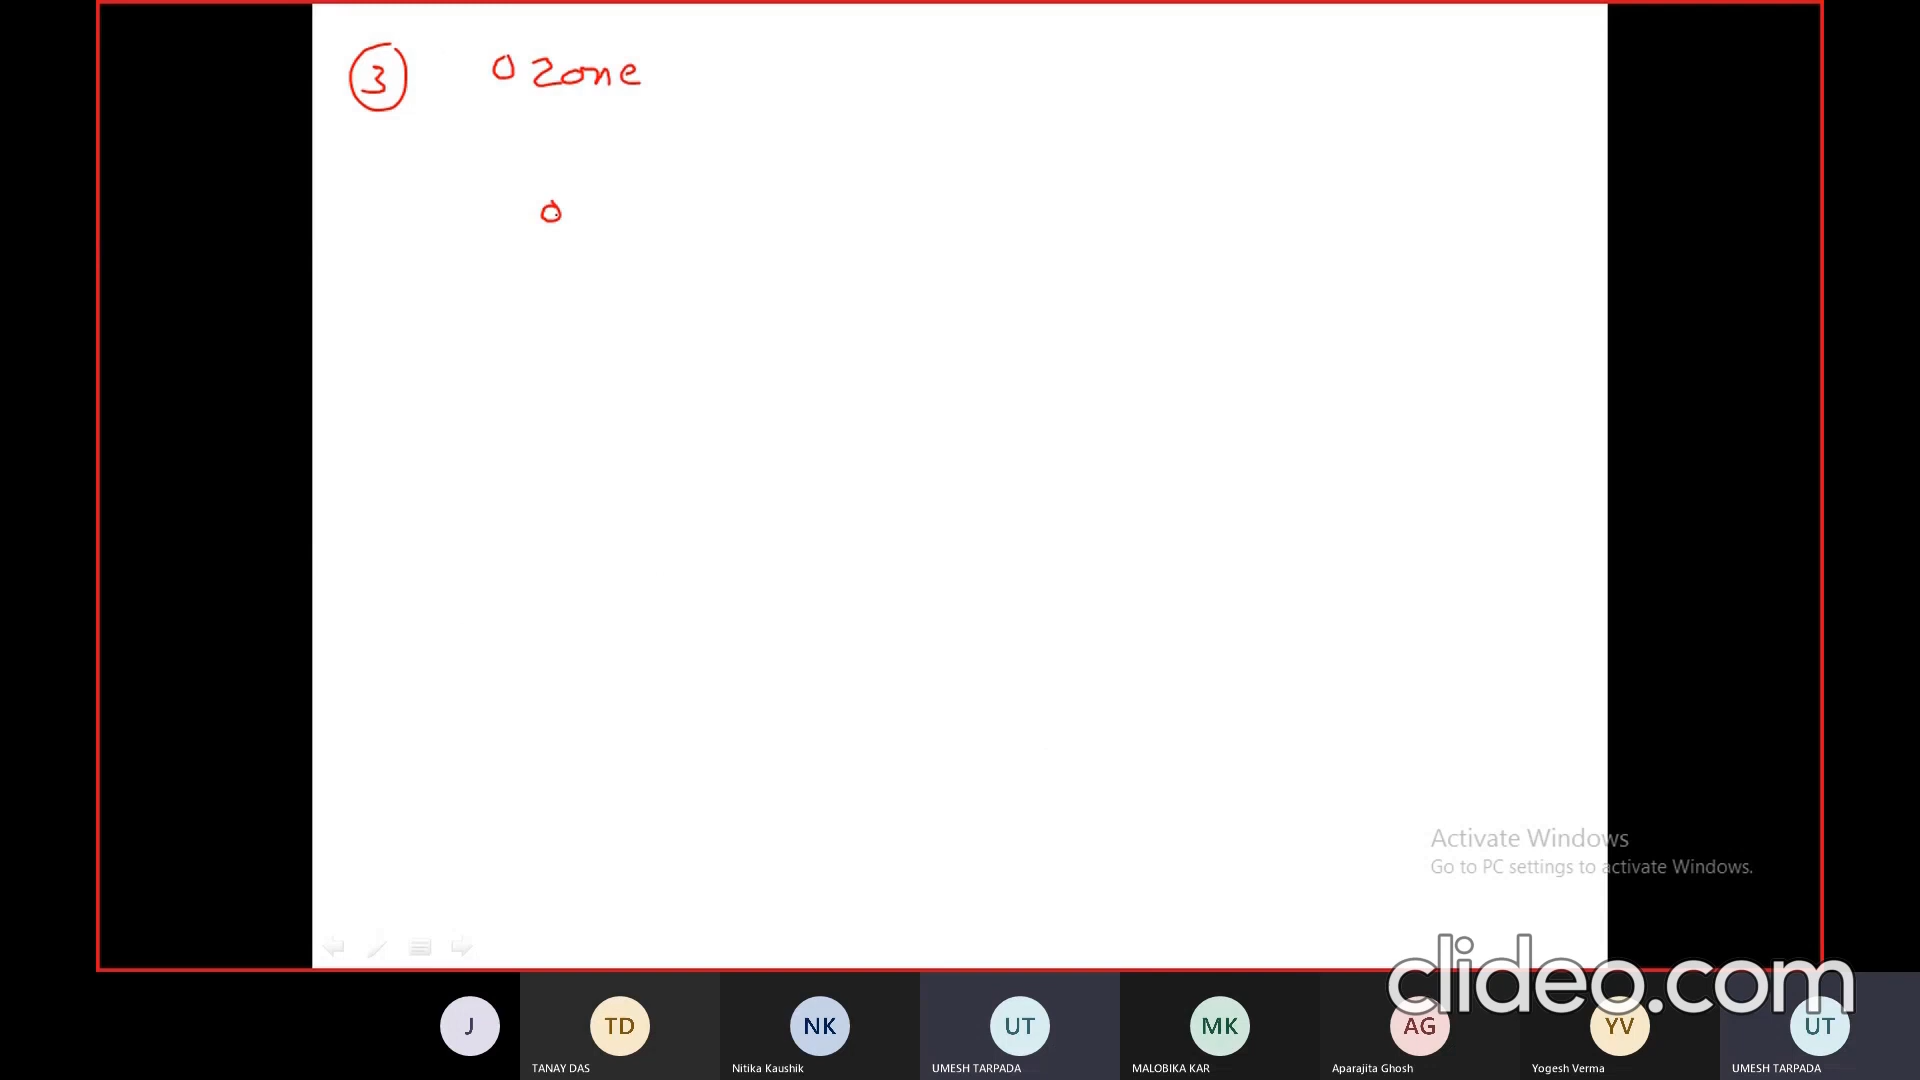 3 Ozone
o
Activate Windows
Go to PC settings to activate Windows.
clideo.com
J TD NK UT MK AG YV UT
TANAY DAS Nitika Kaushik UMESH TARPADA MALOBIKA KAR Aparajita Ghosh Yogesh Verma UMESH TARPADA